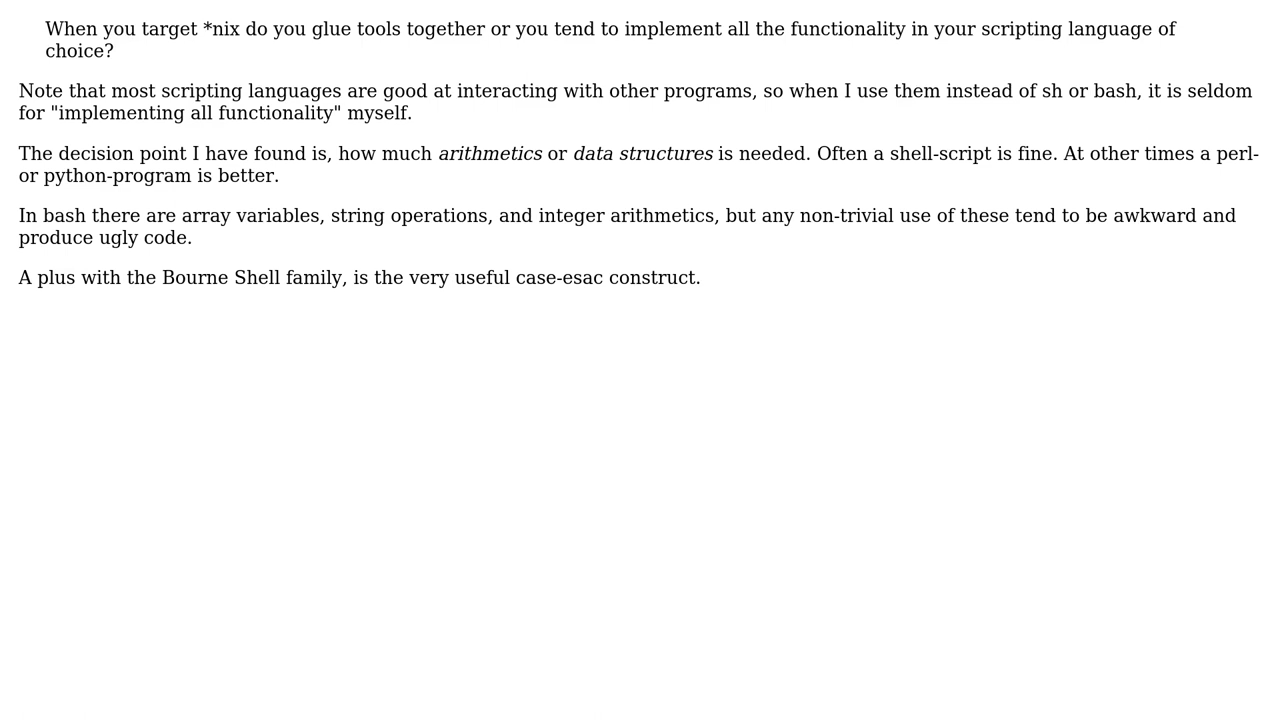 When you target *nix do you glue tools together or you tend to implement all the functionality in your scripting language of
choice?
Note that most scripting languages are good at interacting with other programs, so when I use them instead of sh or bash, it is seldom
for "implementing all functionality" myself.
The decision point I have found is, how much arithmetics or data structures is needed. Often a shell-script is fine. At other times a perl-
or python-program is better.
In bash there are array variables, string operations, and integer arithmetics, but any non-trivial use of these tend to be awkward and
produce ugly code.
A plus with the Bourne Shell family, is the very useful case-esac construct.